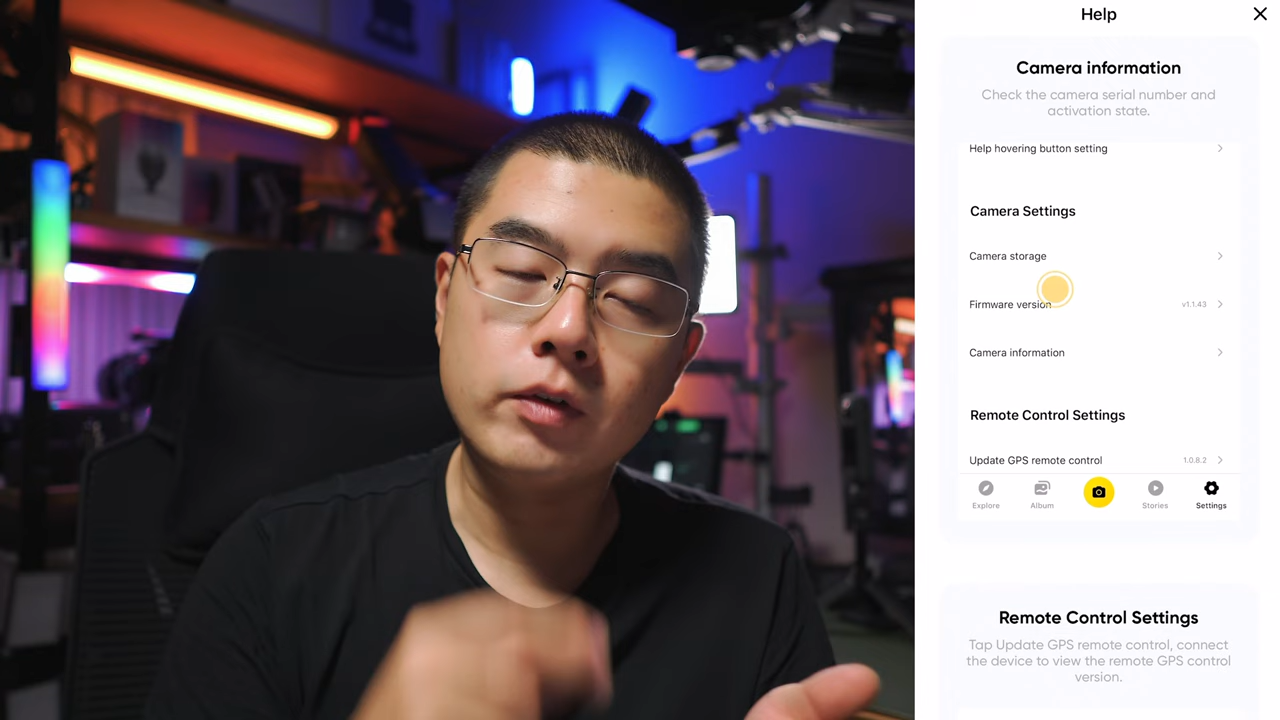 Help
Camera information
Check the camera serial number and
activation state.
Help hovering button setting
Camera Settings
Camera storage
Firmware version v1.1.43
Camera information
Remote Control Settings
Update GPS remote control 1.0.8.2
Explore Album Stories Settings
Remote Control Settings
Tap Update GPS remote control, connect
the device to view the remote GPS control
version.